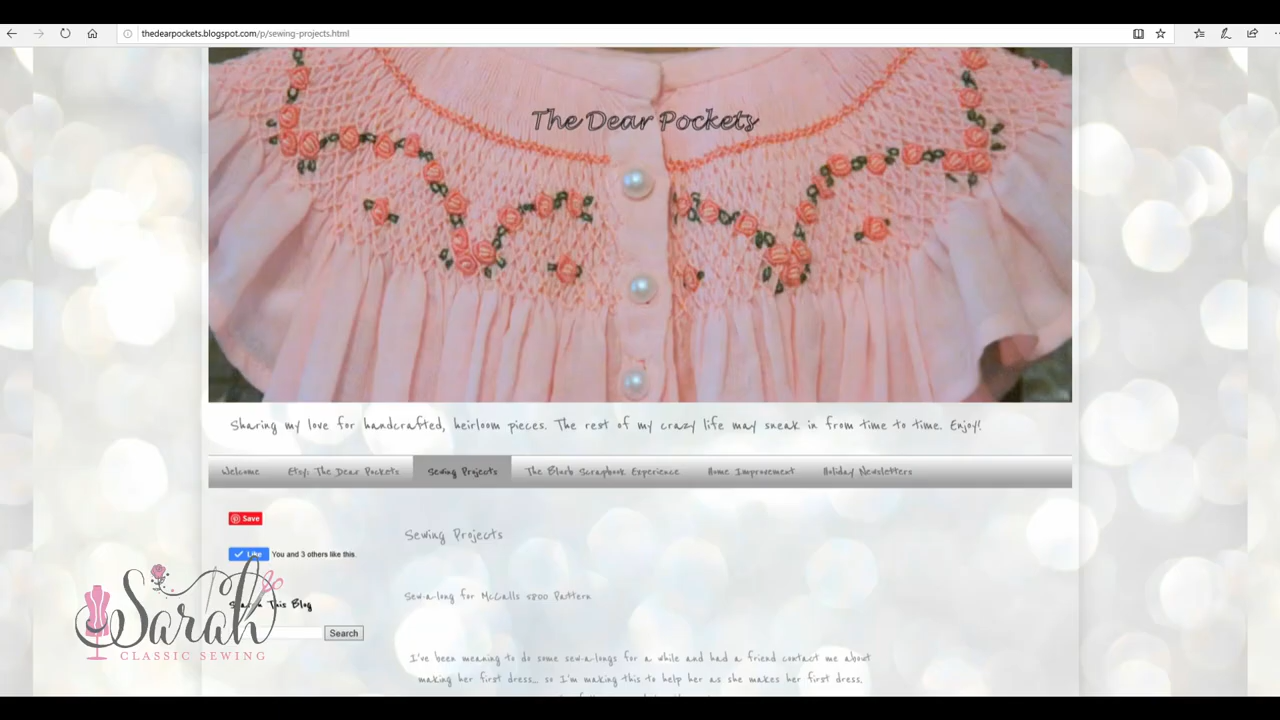 thedearpockets.blogspot.com/p/sewing-projects.html
The Dear Pockets
Sharing my love for handcrafted, heirloom pieces. The rest of my crazy life may sneak in from time to time. Enjoy!
Welcome Etsy: The Dear Pockets Sewing Projects The Blurb Scrapbook Experience Home Improvement Holiday Newsletters
Save
Like You and 3 others like this.
Sewing Projects
Sew-a-long for McCalls 5800 Pattern
This Blog
Search
Sarah
CLASSIC SEWING
I've been meaning to do some sew-a-longs for a while and had a friend contact me about
making her first dress... so I'm making this to help her as she makes her first dress.